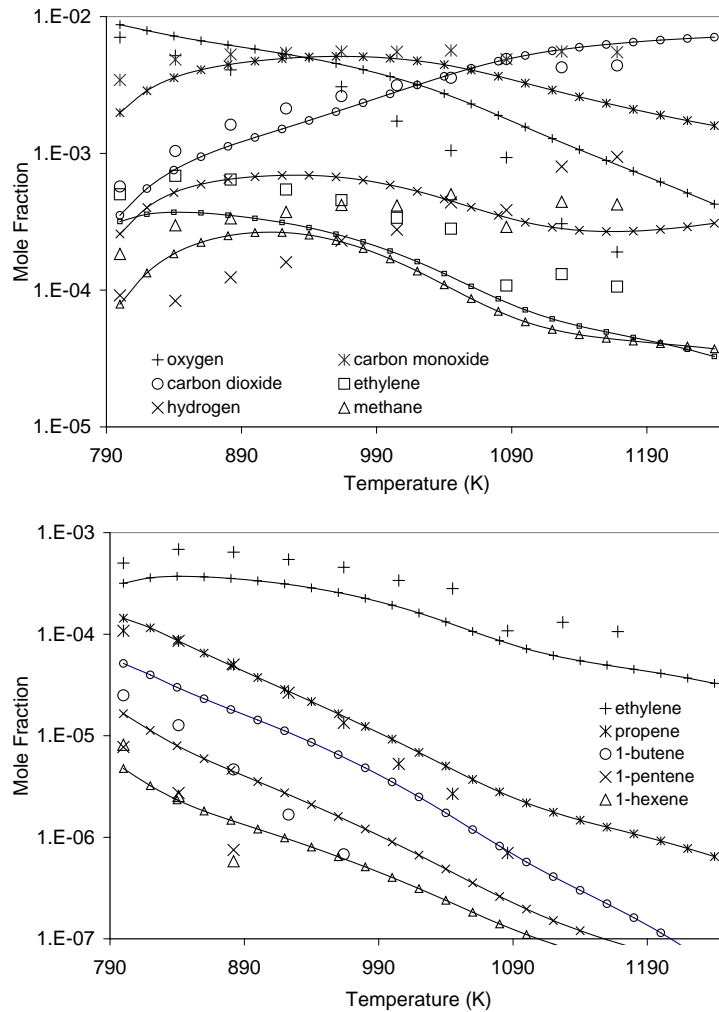 1.E-02
1.E-03
1.E-04
1.E-05
Mole Fraction
oxygen
carbon monoxide
carbon dioxide
ethylene
hydrogen
methane
790
890
990
1090
1190
Temperature (K)
1.E-03
1.E-04
1.E-05
1.E-06
1.E-07
Mole Fraction
ethylene
propene
1-butene
1-pentene
1-hexene
790
890
990
1090
1190
Temperature (K)